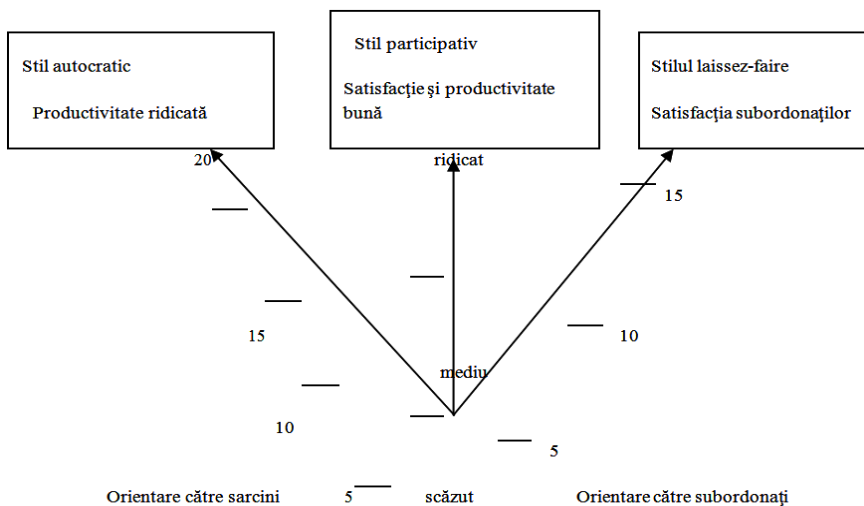 Stil autocratic
Productivitate ridicată
Stil participativ
Satisfacţie şi productivitate
bună
Stilul laissez-faire
Satisfacţia subordonaţilor
20
ridicat
15
15
10
mediu
10
5
Orientare către sarcini
5
scăzut
Orientare către subordonaţi